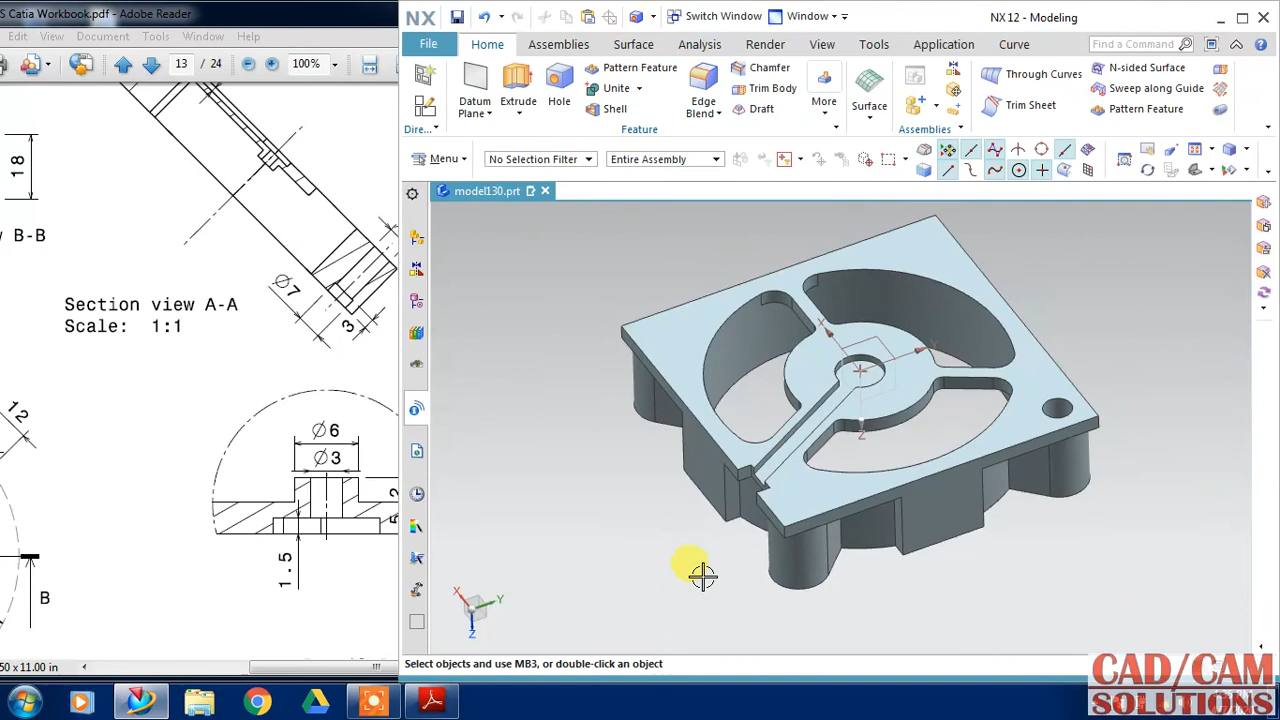 S Catia Workbook.pdf - Adobe Reader
Edit View Document Tools Window Help
13 / 24 100%
18
w B-B
Section view A-A
Scale: 1:1
Ø7
3
12
Ø6
Ø3
2
5
1.5
B
50 x 11.00 in
NX Switch Window Window NX 12 - Modeling
File Home Assemblies Surface Analysis Render View Tools Application Curve Find a Command
Datum Plane Extrude Hole Pattern Feature Unite Shell Edge Blend Chamfer Trim Body Draft More Surface Through Curves Trim Sheet N-sided Surface Sweep along Guide Pattern Feature
Dire... Feature Assemblies
Menu No Selection Filter Entire Assembly
model130.prt
X
Y
Z
X
Y
Z
Select objects and use MB3, or double-click an object
CAD/CAM
SOLUTIONS